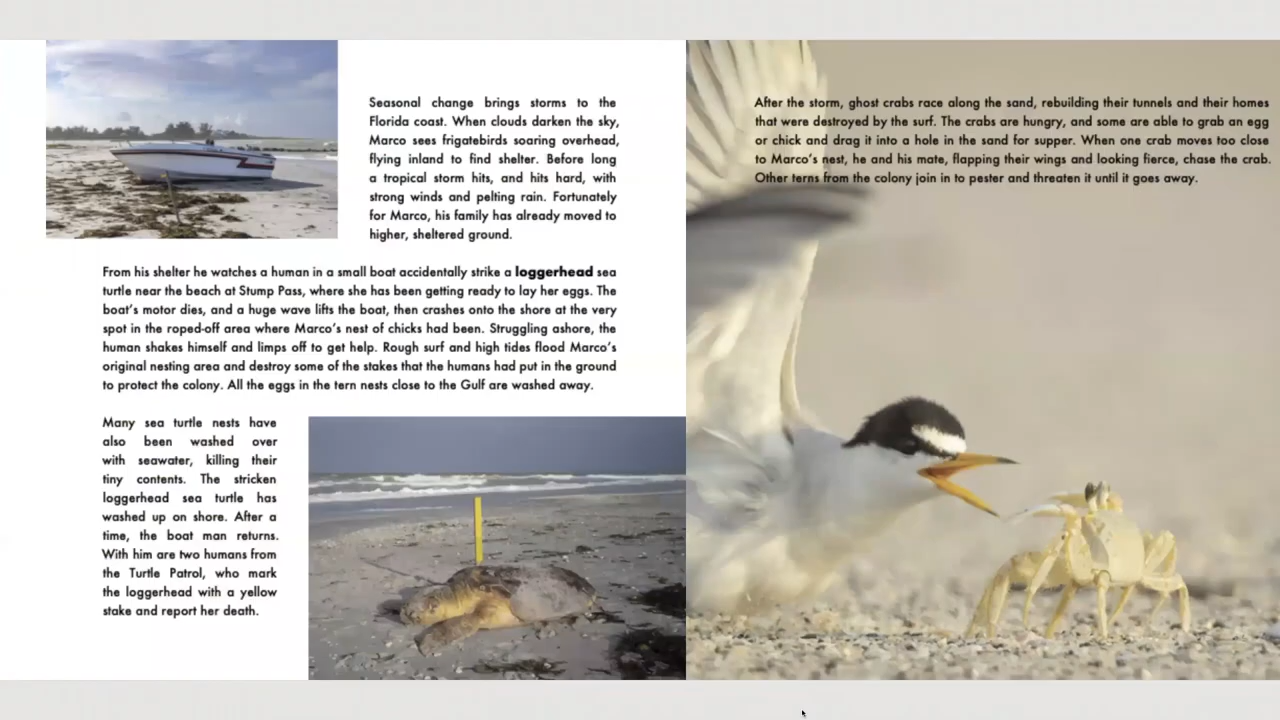 Seasonal change brings storms to the
Florida coast. When clouds darken the sky,
Marco sees frigatebirds soaring overhead,
flying inland to find shelter. Before long
a tropical storm hits, and hits hard, with
strong winds and pelting rain. Fortunately
for Marco, his family has already moved to
higher, sheltered ground.
From his shelter he watches a human in a small boat accidentally strike a loggerhead sea
turtle near the beach at Stump Pass, where she has been getting ready to lay her eggs. The
boat's motor dies, and a huge wave lifts the boat, then crashes onto the shore at the very
spot in the roped-off area where Marco's nest of chicks had been. Struggling ashore, the
human shakes himself and limps off to get help. Rough surf and high tides flood Marco's
original nesting area and destroy some of the stakes that the humans had put in the ground
to protect the colony. All the eggs in the tern nests close to the Gulf are washed away.
Many sea turtle nests have
also been washed over
with seawater, killing their
tiny contents. The stricken
loggerhead sea turtle has
washed up on shore. After a
time, the boat man returns.
With him are two humans from
the Turtle Patrol, who mark
the loggerhead with a yellow
stake and report her death.
After the storm, ghost crabs race along the sand, rebuilding their tunnels and their homes
that were destroyed by the surf. The crabs are hungry, and some are able to grab an egg
or chick and drag it into a hole in the sand for supper. When one crab moves too close
to Marco's nest, he and his mate, flapping their wings and looking fierce, chase the crab.
Other terns from the colony join in to pester and threaten it until it goes away.